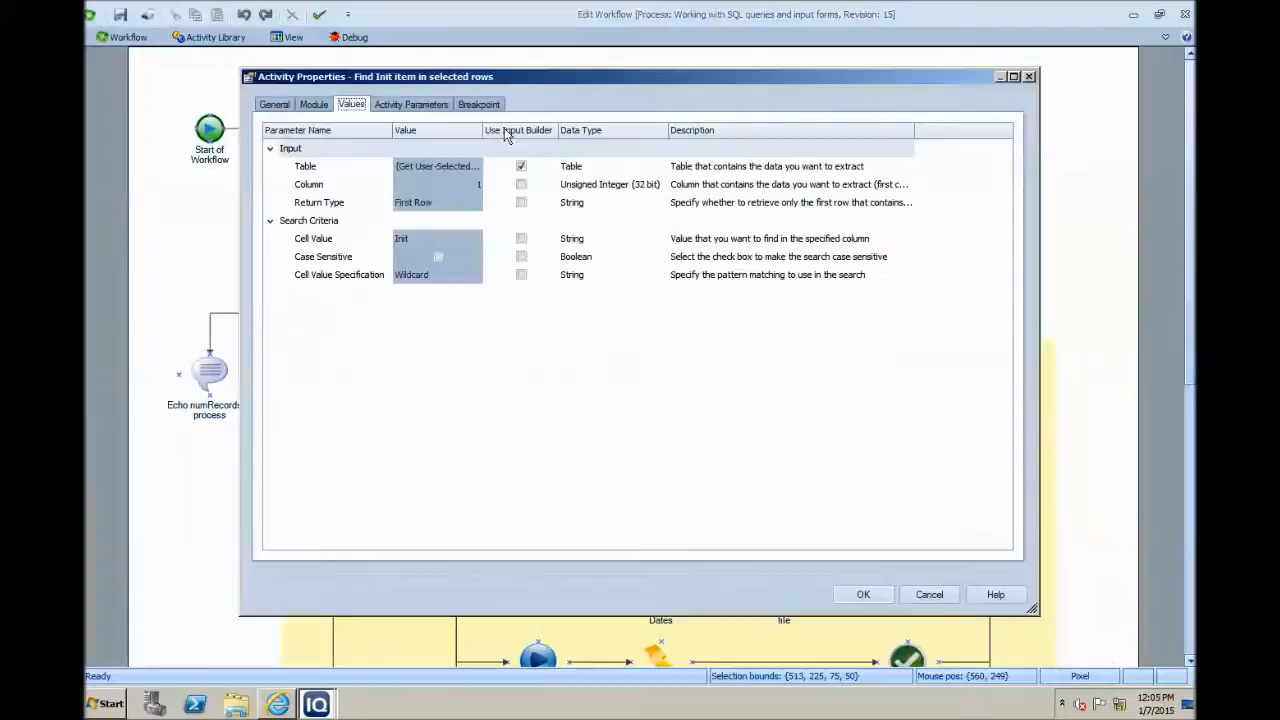 Edit Workflow [Process: Working with SQL queries and input forms, Revision: 15]
Workflow Activity Library View Debug
Activity Properties - Find Init item in selected rows
General Module Values Activity Parameters Breakpoint
Parameter Name Value Use Input Builder Data Type Description
Input
Table {Get User-Selected... Table Table that contains the data you want to extract
Column 1 Unsigned Integer (32 bit) Column that contains the data you want to extract (first c...
Return Type First Row String Specify whether to retrieve only the first row that contains...
Search Criteria
Cell Value Init String Value that you want to find in the specified column
Case Sensitive Boolean Select the check box to make the search case sensitive
Cell Value Specification Wildcard String Specify the pattern matching to use in the search
Start of
Workflow
Echo numRecords
process
OK Cancel Help
Dates file
Ready Selection bounds: {513, 225, 75, 50} Mouse pos: {560, 249} Pixel
Start IQ 12:05 PM
1/7/2015